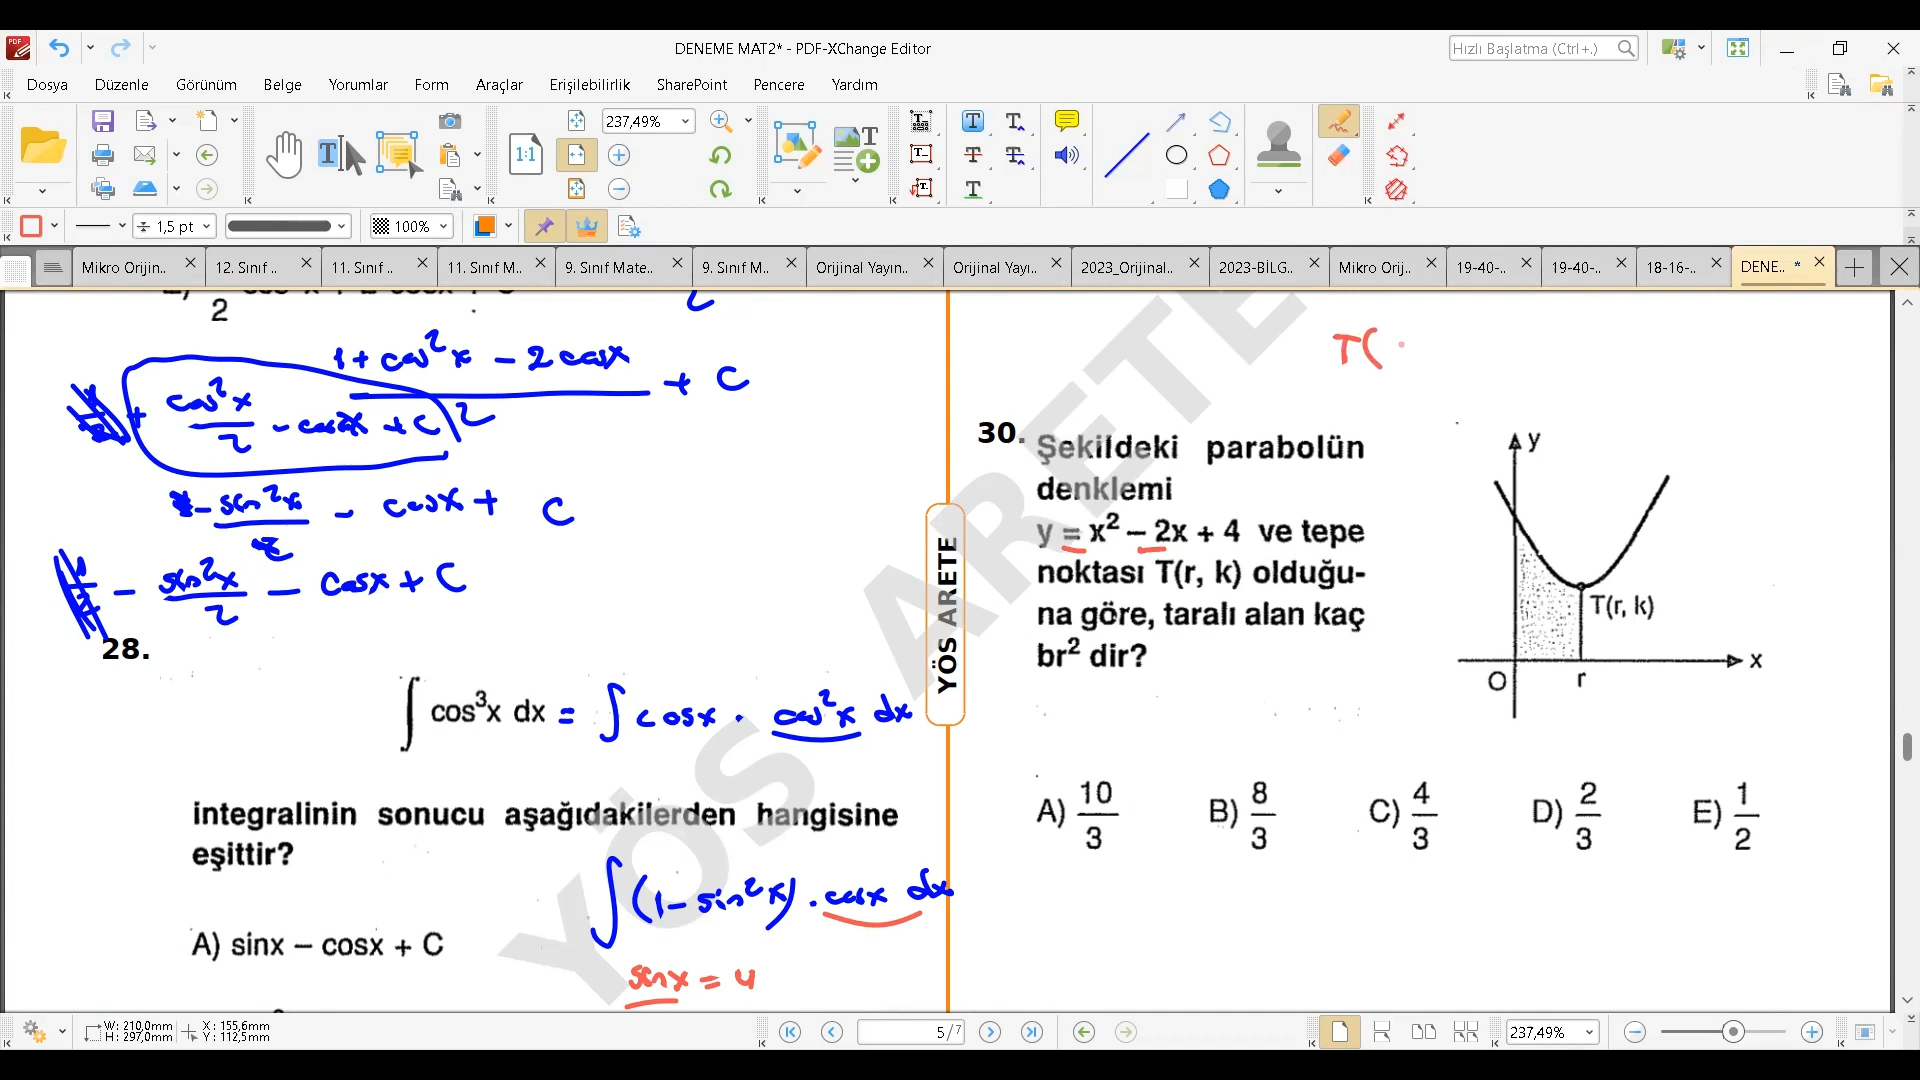 DENEME MAT2* - PDF-XChange Editor
Hızlı Başlatma (Ctrl+.)
Dosya Düzenle Görünüm Belge Yorumlar Form Araçlar Erişilebilirlik SharePoint Pencere Yardım
237,49%
1:1
1,5 pt
100%
Mikro Orijin.. 12. Sınıf .. 11. Sınıf .. 11. Sınıf M.. 9. Sınıf Mate.. 9. Sınıf M.. Orijinal Yayın.. Orijinal Yayı.. 2023_Orijinal.. 2023-BİLG.. Mikro Orij.. 19-40-.. 19-40-.. 18-16-.. DENE.. *
2
1+cos²x - 2cosx
2
+ C
cos²x
2
- cosx + C
- sin²x
2
- cosx + C
- sin²x
2
- cosx + C
28.
∫ cos³x dx = ∫ cosx . cos²x dx
integralinin sonucu aşağıdakilerden hangisine
eşittir?
∫ (1-sin²x) . cosx dx
A) sinx – cosx + C
sinx = u
YÖS ARETE
YÖS ARETE
T(
30. Şekildeki parabolün
denklemi
y = x² – 2x + 4 ve tepe
noktası T(r, k) olduğu-
na göre, taralı alan kaç
br² dir?
y
T(r, k)
x
O
r
A) 10/3 B) 8/3 C) 4/3 D) 2/3 E) 1/2
W: 210,0mm
H: 297,0mm
X: 155,6mm
Y: 112,5mm
5/7
237,49%